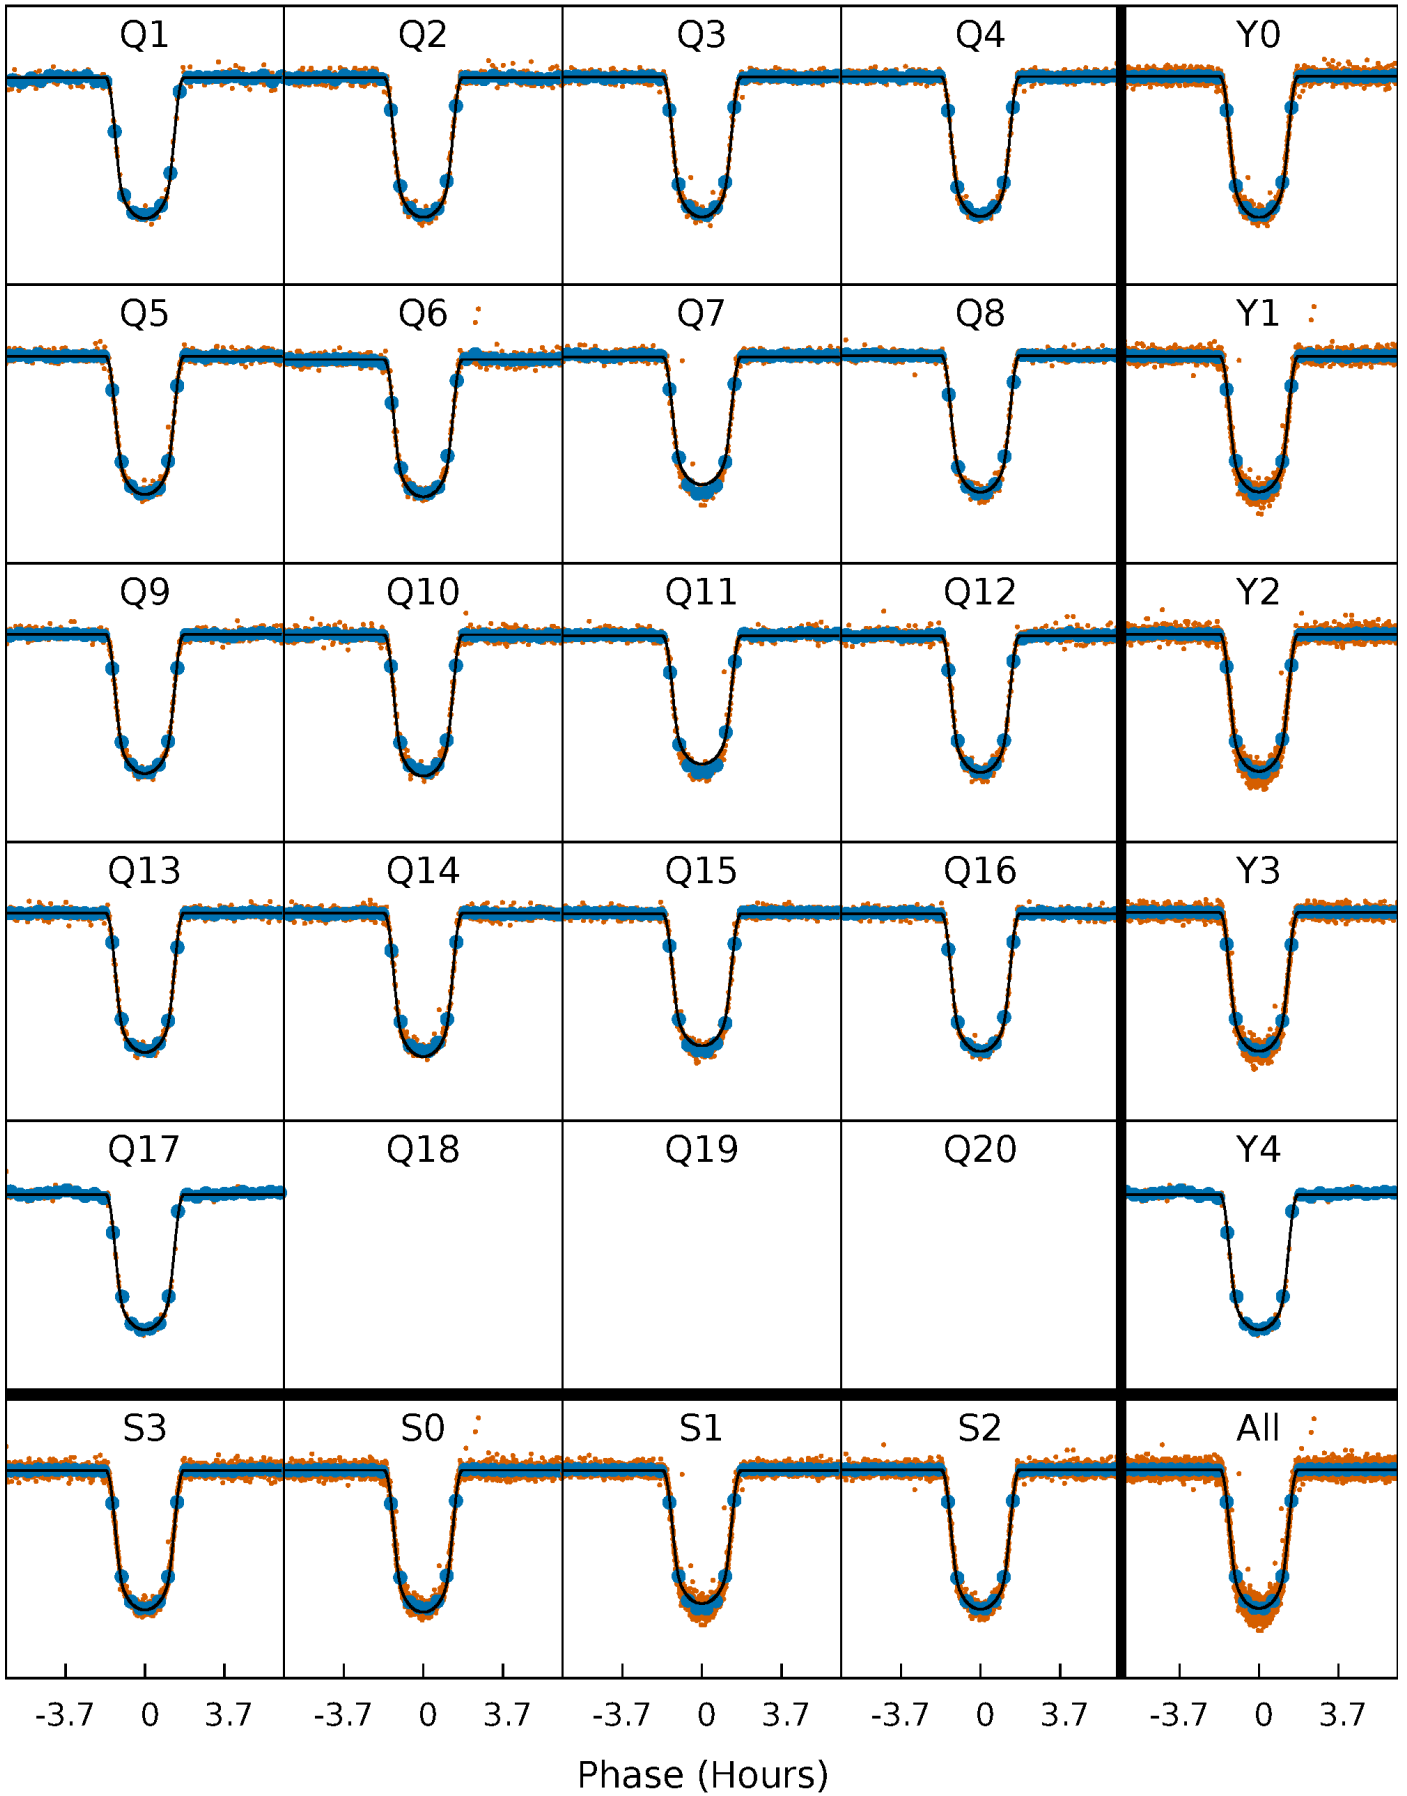 Q1 Q2 Q3 Q4 Y0
Q5 Q6 Q7 Q8 Y1
Q9 Q10 Q11 Q12 Y2
Q13 Q14 Q15 Q16 Y3
Q17 Q18 Q19 Q20 Y4
S3 S0 S1 S2 All
-3.7 0 3.7 -3.7 0 3.7 -3.7 0 3.7 -3.7 0 3.7 -3.7 0 3.7
Phase (Hours)